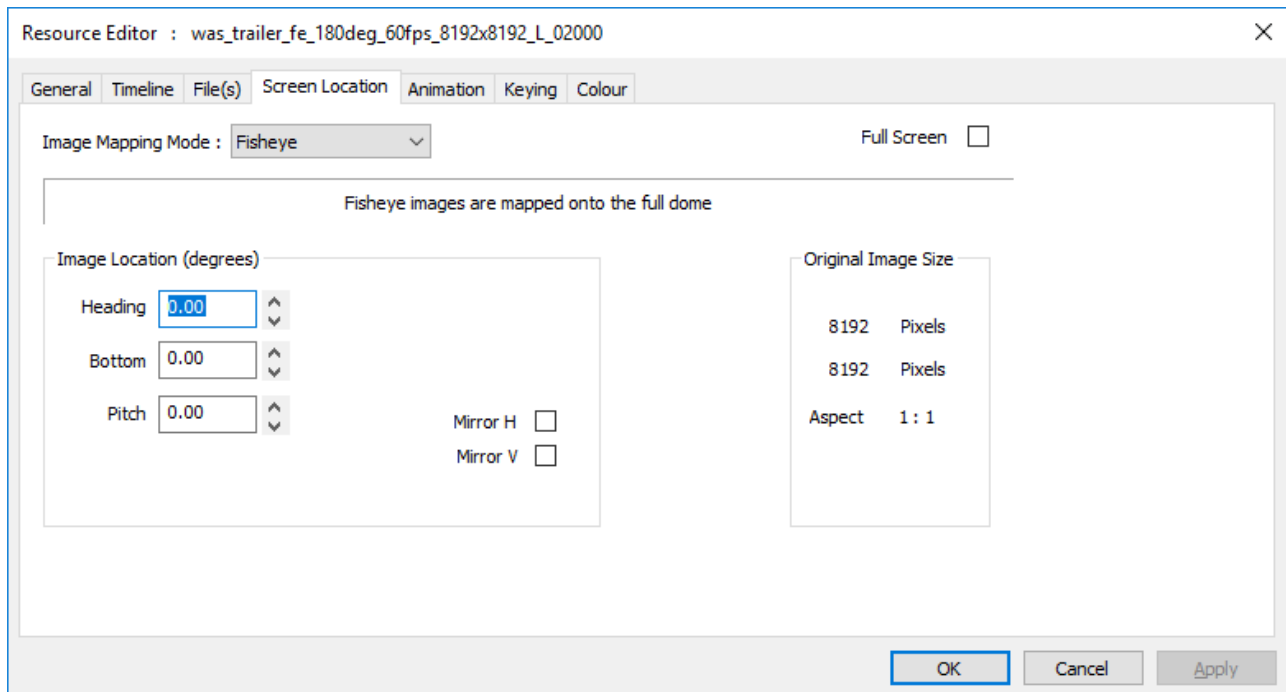 Resource Editor : was_trailer_fe_180deg_60fps_8192x8192_L_02000
General Timeline File(s) Screen Location Animation Keying Colour
Image Mapping Mode : Fisheye Full Screen
Fisheye images are mapped onto the full dome
Image Location (degrees) Original Image Size
Heading 0.00
8192 Pixels
Bottom 0.00
8192 Pixels
Pitch 0.00
Aspect 1 : 1
Mirror H
Mirror V
OK Cancel Apply